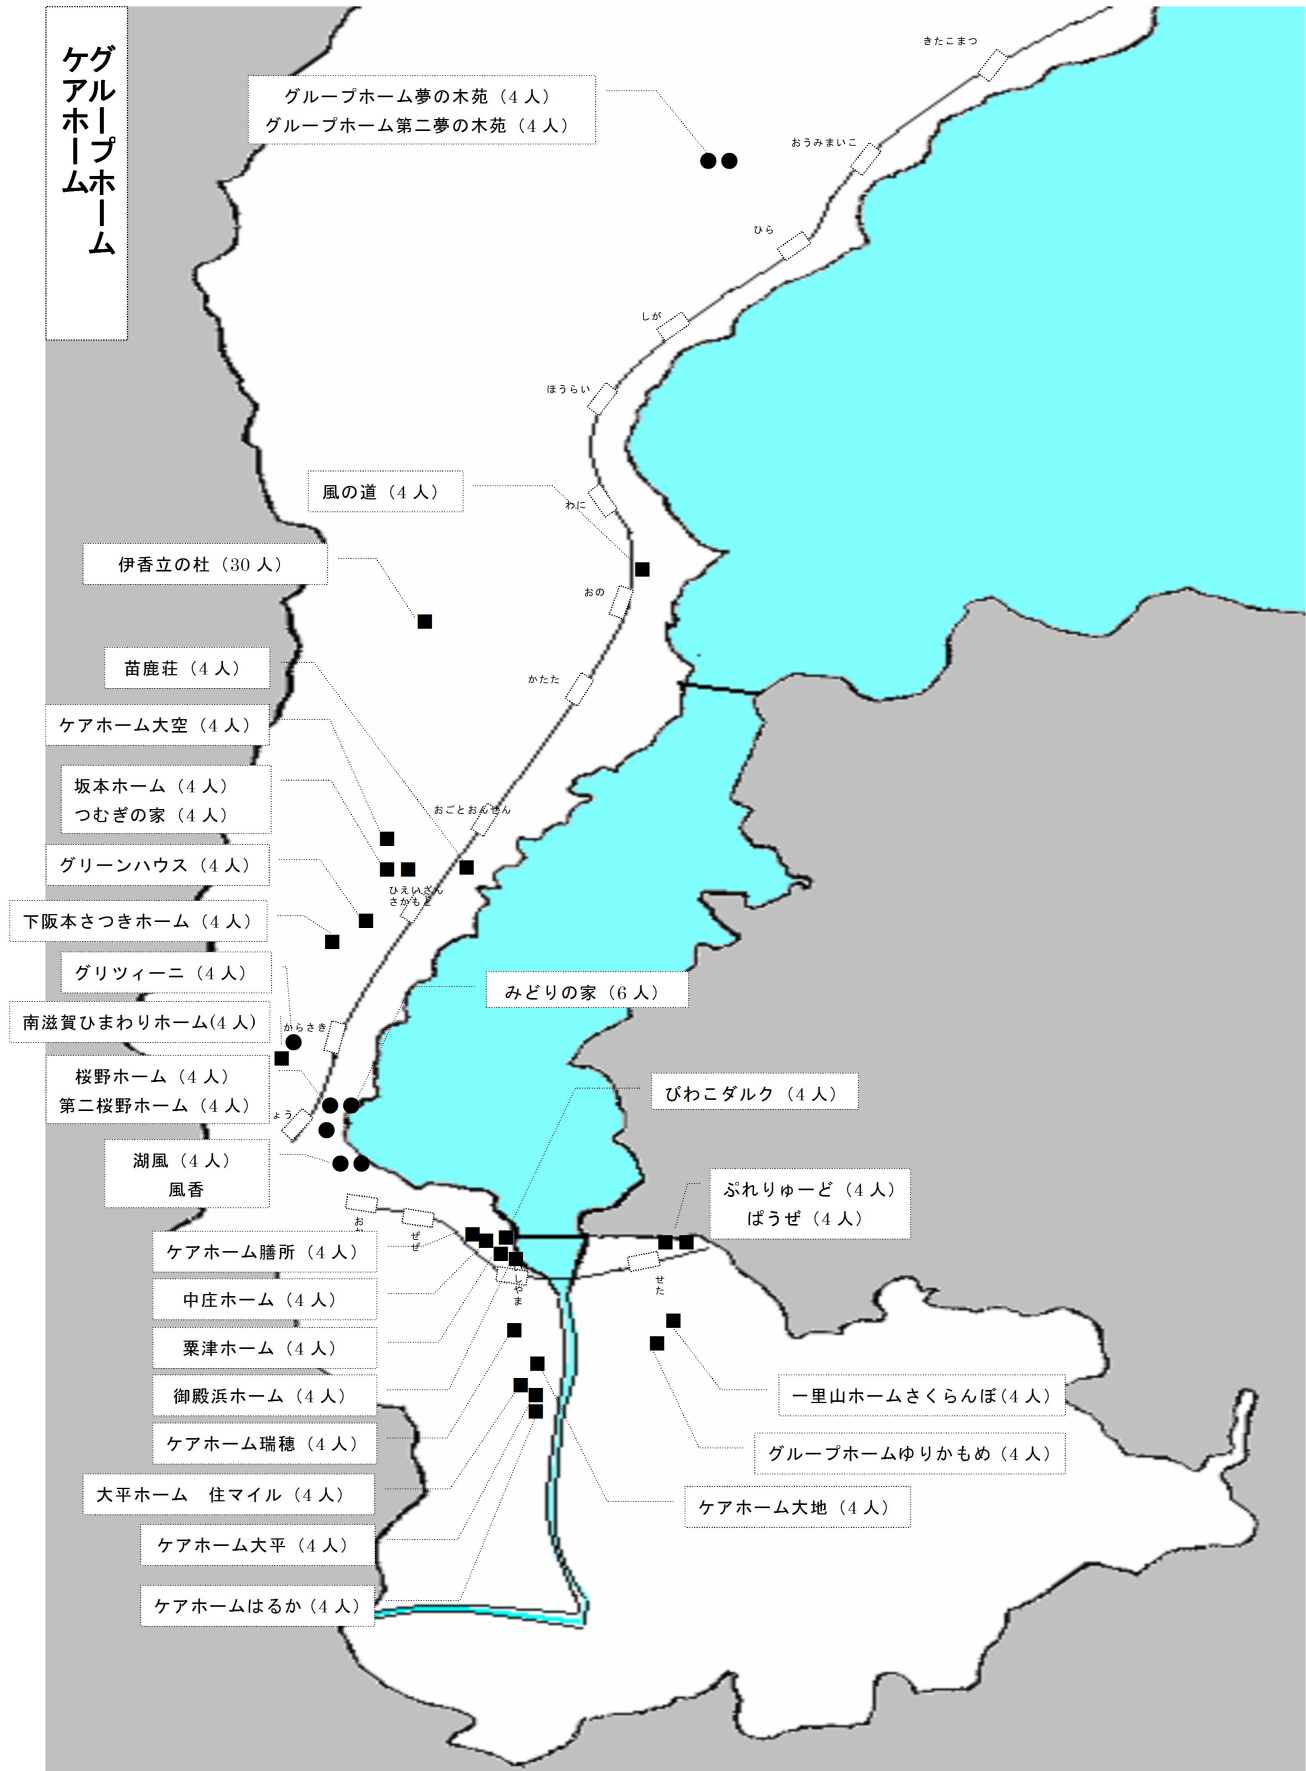 グループホーム
ケアホーム
きたこまつ
グループホーム夢の木苑（4 人）
グループホーム第二夢の木苑（4 人）
おうみまいこ
ひら
しが
ほうらい
風の道（4 人）
わに
伊香立の杜（30 人）
おの
苗鹿荘（4 人）
かたた
ケアホーム大空（4 人）
坂本ホーム（4 人）
つむぎの家（4 人）
おごとおんせん
グリーンハウス（4 人）
ひえいざん
さかもと
下阪本さつきホーム（4 人）
グリツィーニ（4 人）
みどりの家（6 人）
南滋賀ひまわりホーム(4 人)
からさき
桜野ホーム（4 人）
第二桜野ホーム（4 人）
ょう
びわこダルク（4 人）
湖風（4 人）
風香
ぷれりゅーど（4 人）
ぱうぜ（4 人）
ぜぜ
ケアホーム膳所（4 人）
せた
しやま
中庄ホーム（4 人）
粟津ホーム（4 人）
御殿浜ホーム（4 人）
一里山ホームさくらんぼ(4 人)
ケアホーム瑞穂（4 人）
グループホームゆりかもめ（4 人）
大平ホーム　住マイル（4 人）
ケアホーム大地（4 人）
ケアホーム大平（4 人）
ケアホームはるか（4 人）